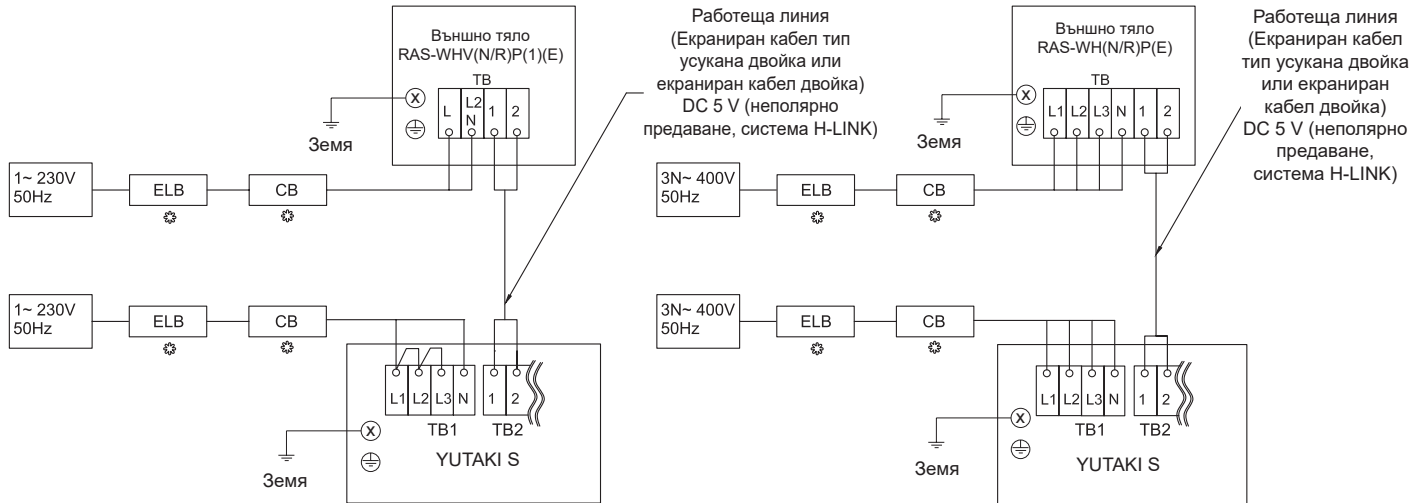 Външно тяло
RAS-WHV(N/R)P(1)(E)
TB
L
L2
N
1
2
X
Земя
1~ 230V
50Hz
ELB
CB
Работеща линия
(Екраниран кабел тип
усукана двойка или
екраниран кабел двойка)
DC 5 V (неполярно
предаване, система H-LINK)
1~ 230V
50Hz
ELB
CB
L1
L2
L3
N
1
2
TB1
TB2
X
Земя
YUTAKI S
Външно тяло
RAS-WH(N/R)P(E)
TB
L1
L2
L3
N
1
2
X
Земя
3N~ 400V
50Hz
ELB
CB
Работеща линия
(Екраниран кабел
тип усукана двойка
или екраниран
кабел двойка)
DC 5 V (неполярно
предаване,
система H-LINK)
3N~ 400V
50Hz
ELB
CB
L1
L2
L3
N
1
2
TB1
TB2
X
Земя
YUTAKI S